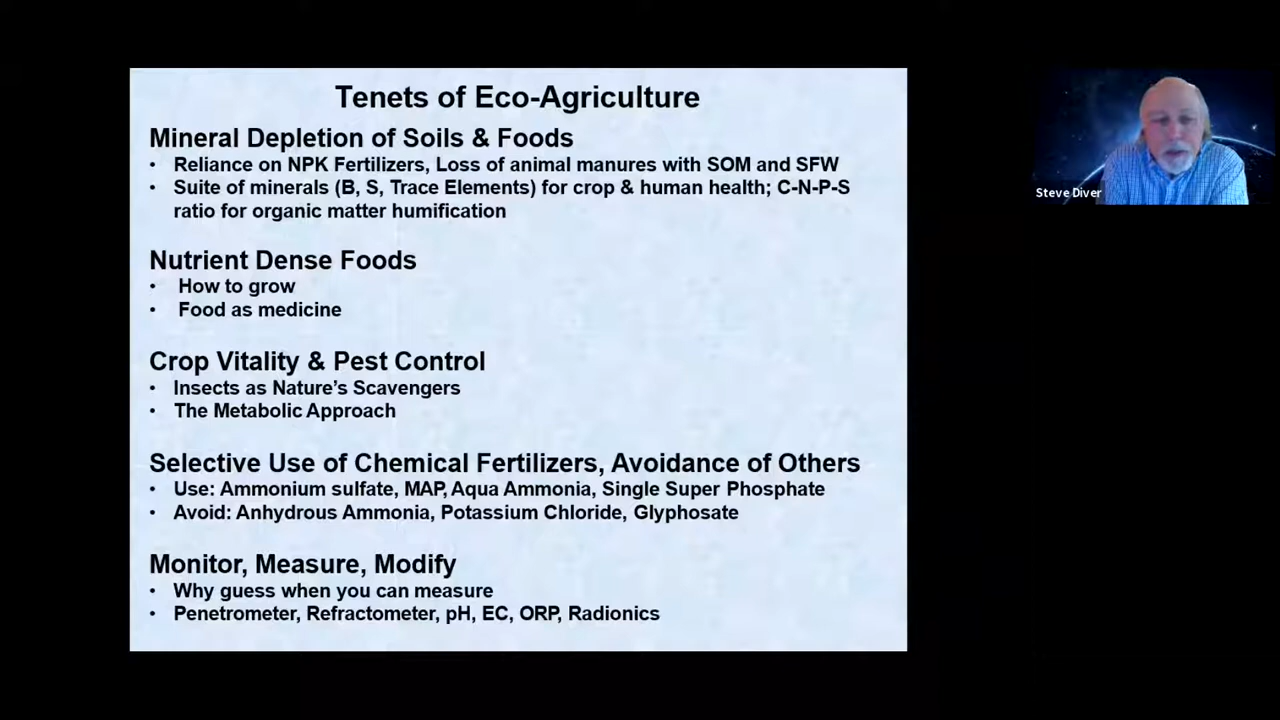 Tenets of Eco-Agriculture
Mineral Depletion of Soils & Foods
• Reliance on NPK Fertilizers, Loss of animal manures with SOM and SFW
• Suite of minerals (B, S, Trace Elements) for crop & human health; C-N-P-S
ratio for organic matter humification
Nutrient Dense Foods
• How to grow
• Food as medicine
Crop Vitality & Pest Control
• Insects as Nature's Scavengers
• The Metabolic Approach
Selective Use of Chemical Fertilizers, Avoidance of Others
• Use: Ammonium sulfate, MAP, Aqua Ammonia, Single Super Phosphate
• Avoid: Anhydrous Ammonia, Potassium Chloride, Glyphosate
Monitor, Measure, Modify
• Why guess when you can measure
• Penetrometer, Refractometer, pH, EC, ORP, Radionics
Steve Diver